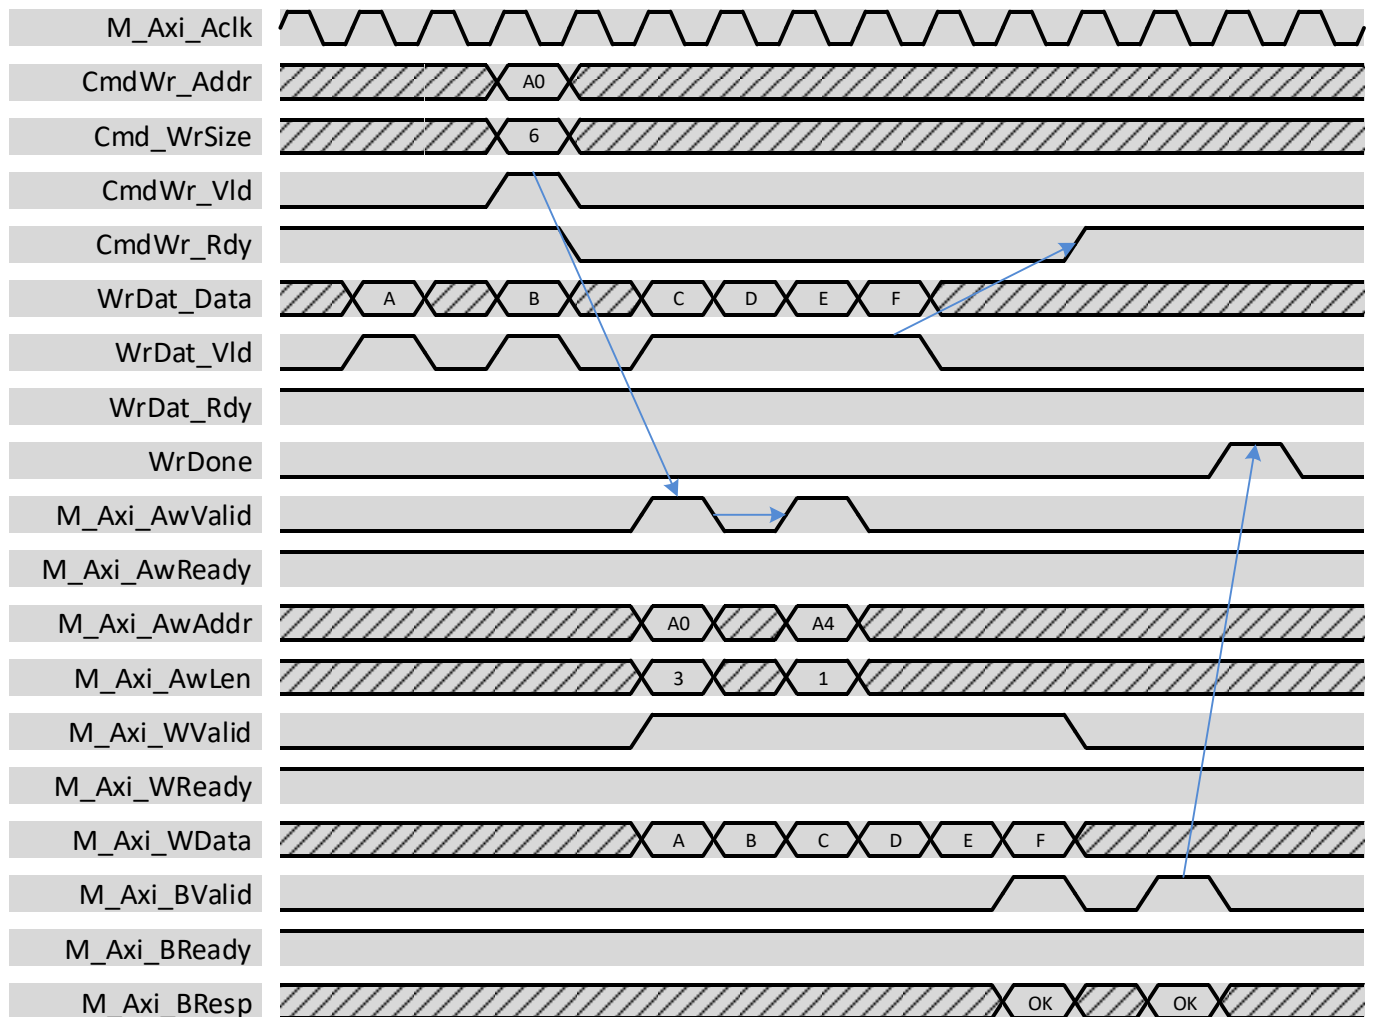 M_Axi_Aclk
CmdWr_Addr A0
Cmd_WrSize 6
CmdWr_Vld
CmdWr_Rdy
WrDat_Data A B C D E F
WrDat_Vld
WrDat_Rdy
WrDone
M_Axi_AwValid
M_Axi_AwReady
M_Axi_AwAddr A0 A4
M_Axi_AwLen 3 1
M_Axi_WValid
M_Axi_WReady
M_Axi_WData A B C D E F
M_Axi_BValid
M_Axi_BReady
M_Axi_BResp OK OK